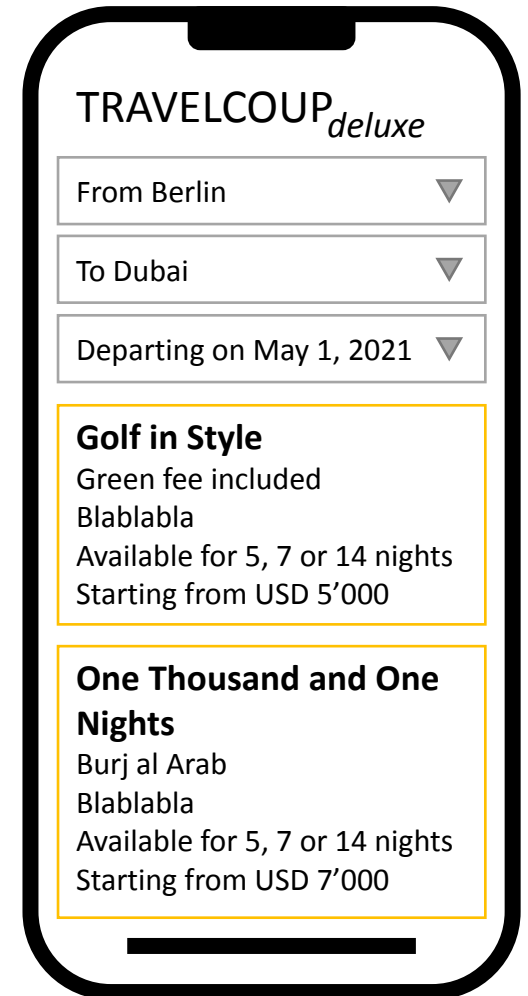 TRAVELCOUP deluxe
From Berlin
To Dubai
Departing on May 1, 2021
Golf in Style
Green fee included
Blablabla
Available for 5, 7 or 14 nights
Starting from USD 5’000
One Thousand and One
Nights
Burj al Arab
Blablabla
Available for 5, 7 or 14 nights
Starting from USD 7’000